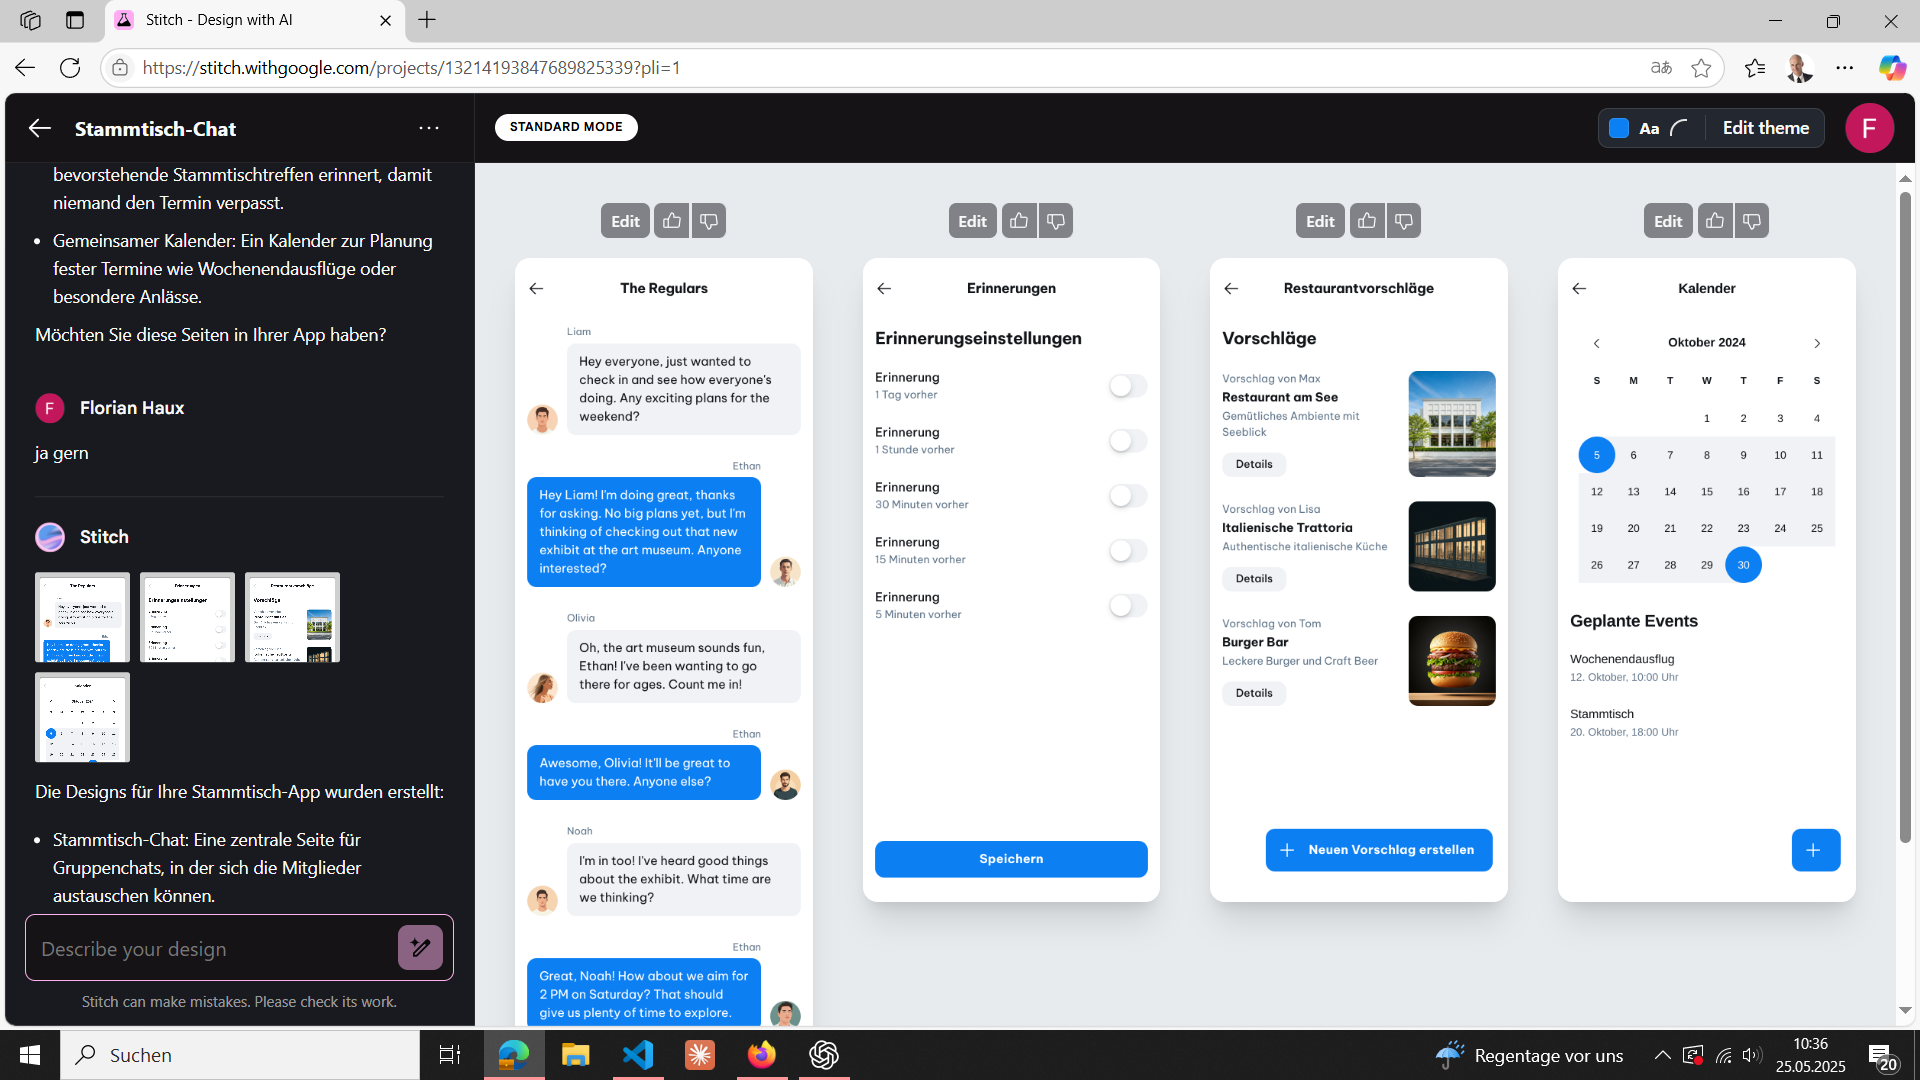 Stitch - Design with AI
https://stitch.withgoogle.com/projects/13214193847689825339?pli=1
Stammtisch-Chat
STANDARD MODE
Aa
Edit theme
F
bevorstehende Stammtischtreffen erinnert, damit
niemand den Termin verpasst.
Gemeinsamer Kalender: Ein Kalender zur Planung
fester Termine wie Wochenendausflüge oder
besondere Anlässe.
Möchten Sie diese Seiten in Ihrer App haben?
F
Florian Haux
ja gern
Stitch
Die Designs für Ihre Stammtisch-App wurden erstellt:
Stammtisch-Chat: Eine zentrale Seite für
Gruppenchats, in der sich die Mitglieder
austauschen können.
Describe your design
Stitch can make mistakes. Please check its work.
Edit
The Regulars
Liam
Hey everyone, just wanted to
check in and see how everyone's
doing. Any exciting plans for the
weekend?
Ethan
Hey Liam! I'm doing great, thanks
for asking. No big plans yet, but I'm
thinking of checking out that new
exhibit at the art museum. Anyone
interested?
Olivia
Oh, the art museum sounds fun,
Ethan! I've been wanting to go
there for ages. Count me in!
Ethan
Awesome, Olivia! It'll be great to
have you there. Anyone else?
Noah
I'm in too! I've heard good things
about the exhibit. What time are
we thinking?
Ethan
Great, Noah! How about we aim for
2 PM on Saturday? That should
give us plenty of time to explore.
Edit
Erinnerungen
Erinnerungseinstellungen
Erinnerung
1 Tag vorher
Erinnerung
1 Stunde vorher
Erinnerung
30 Minuten vorher
Erinnerung
15 Minuten vorher
Erinnerung
5 Minuten vorher
Speichern
Edit
Restaurantvorschläge
Vorschläge
Vorschlag von Max
Restaurant am See
Gemütliches Ambiente mit
Seeblick
Details
Vorschlag von Lisa
Italienische Trattoria
Authentische italienische Küche
Details
Vorschlag von Tom
Burger Bar
Leckere Burger und Craft Beer
Details
Neuen Vorschlag erstellen
Edit
Kalender
Oktober 2024
S M T W T F S
1 2 3 4
5 6 7 8 9 10 11
12 13 14 15 16 17 18
19 20 21 22 23 24 25
26 27 28 29 30
Geplante Events
Wochenendausflug
12. Oktober, 10:00 Uhr
Stammtisch
20. Oktober, 18:00 Uhr
Suchen
Regentage vor uns
10:36
25.05.2025
20